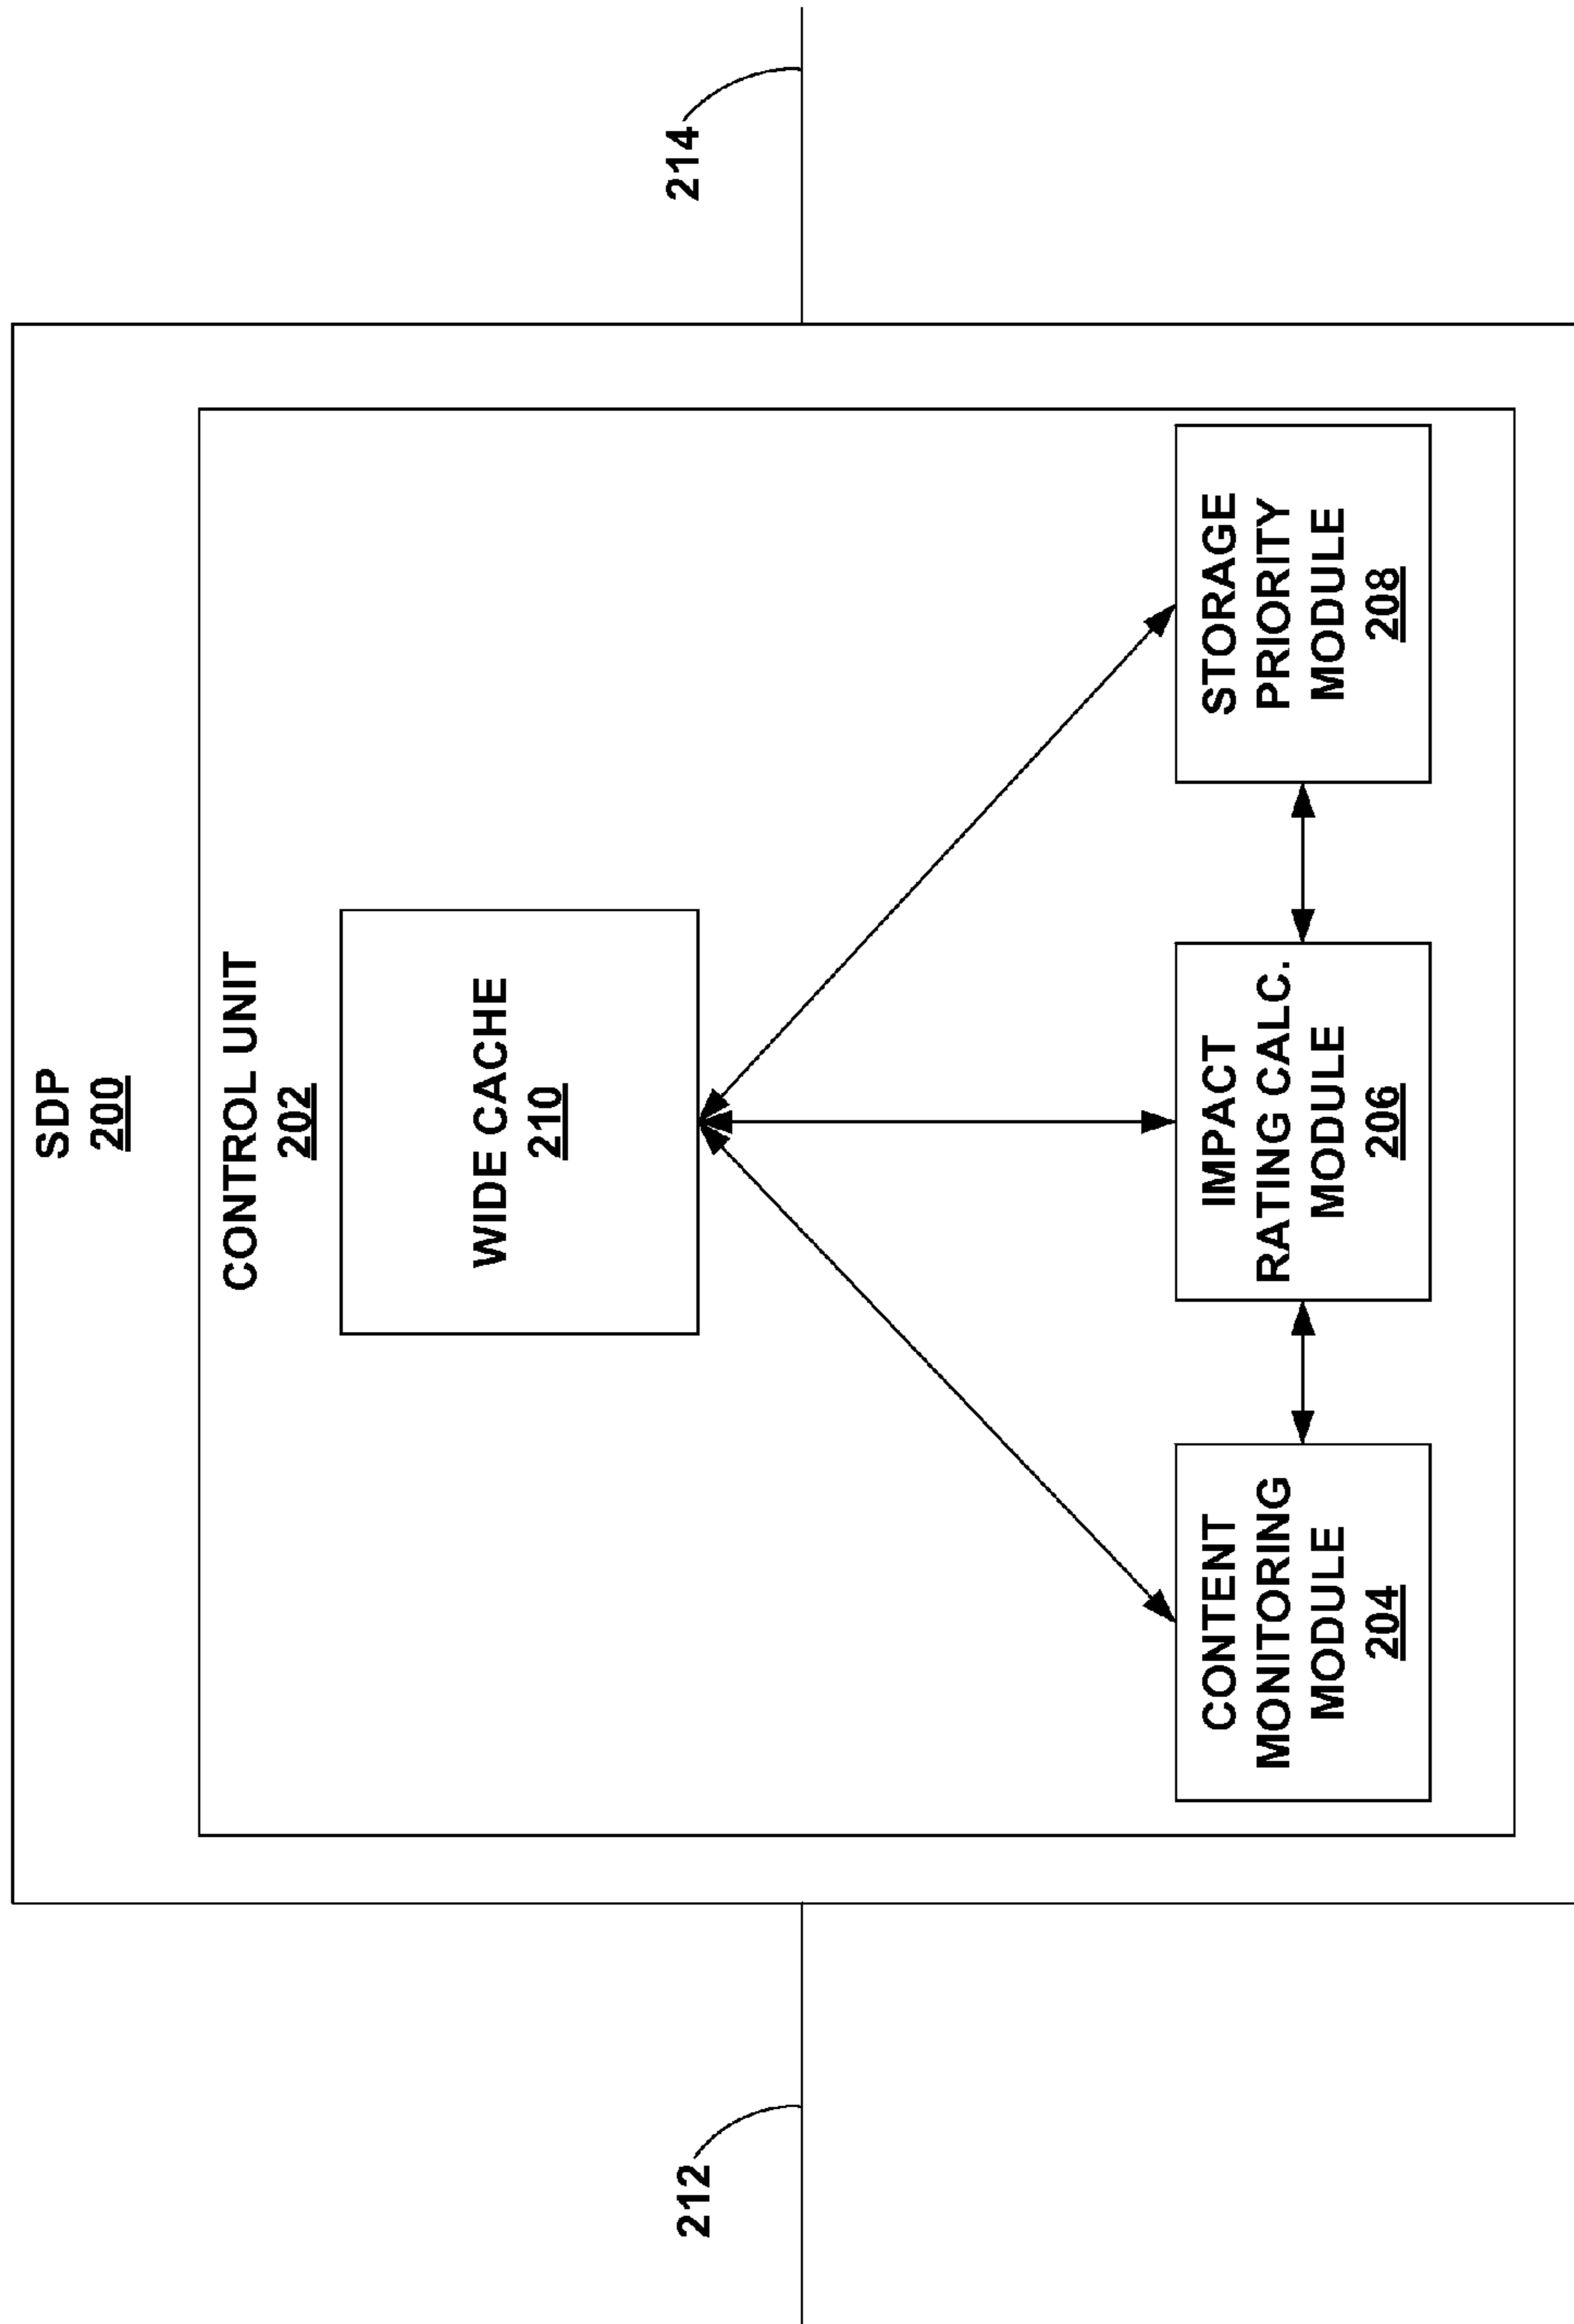 SDP
200
CONTROL UNIT
202
WIDE CACHE
210
212
214
CONTENT
MONITORING
MODULE
204
IMPACT
RATING CALC.
MODULE
206
STORAGE
PRIORITY
MODULE
208